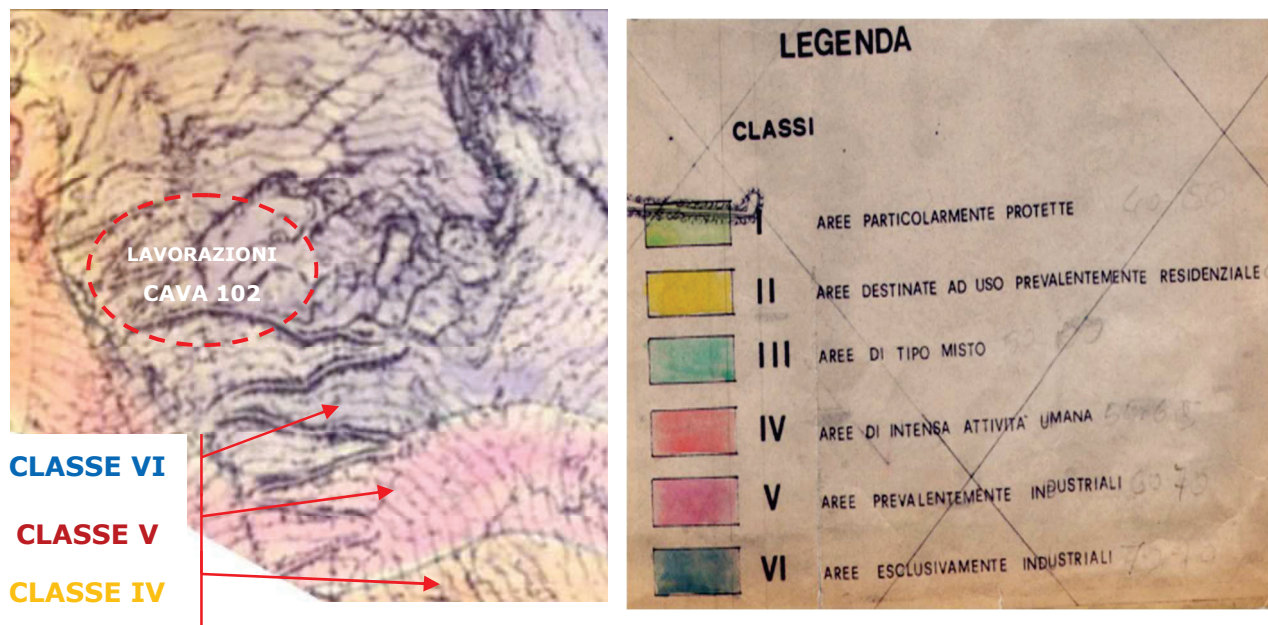 LAVORAZIONI
CAVA 102
CLASSE VI
CLASSE V
CLASSE IV
LEGENDA
CLASSI
I AREE PARTICOLARMENTE PROTETTE
II AREE DESTINATE AD USO PREVALENTEMENTE RESIDENZIALE
III AREE DI TIPO MISTO
IV AREE DI INTENSA ATTIVITA' UMANA
V AREE PREVALENTEMENTE INDUSTRIALI
VI AREE ESCLUSIVAMENTE INDUSTRIALI